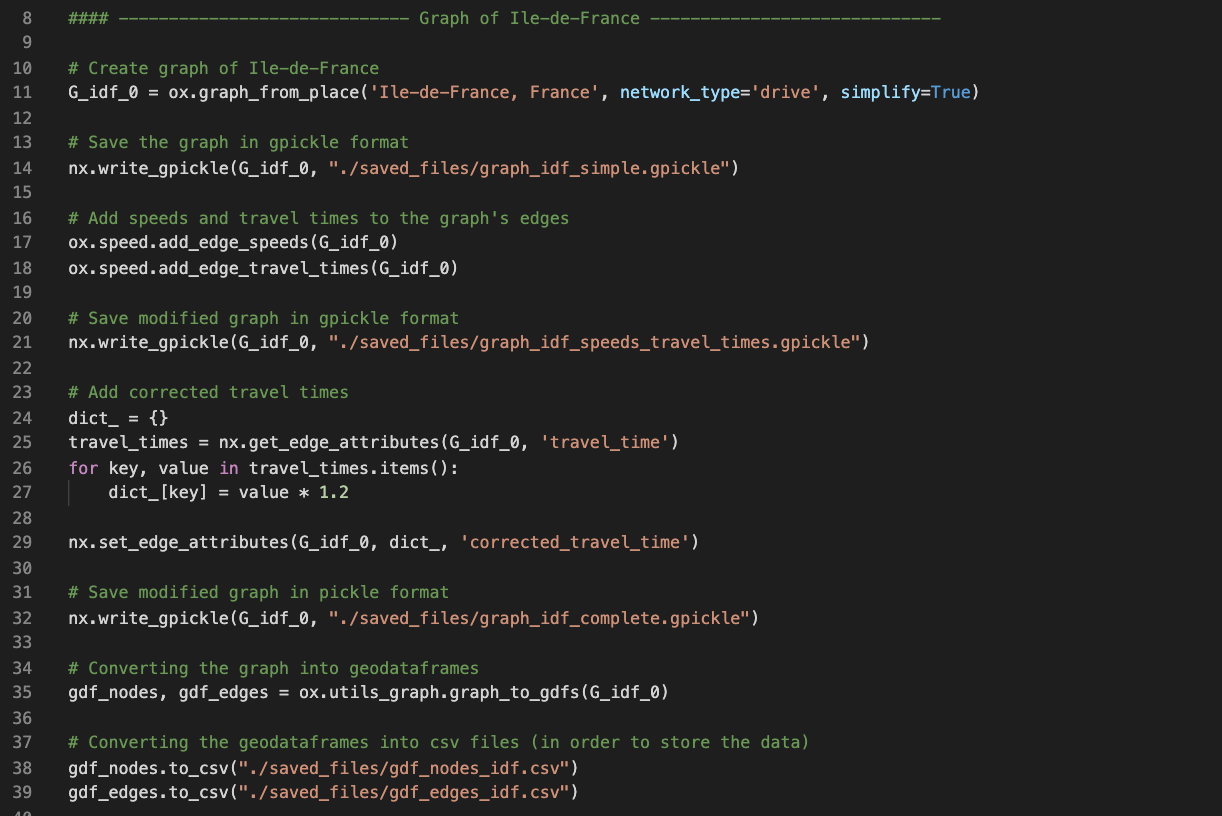 8 #### ----------------------------- Graph of Ile-de-France -----------------------------
9
10 # Create graph of Ile-de-France
11 G_idf_0 = ox.graph_from_place('Ile-de-France, France', network_type='drive', simplify=True)
12
13 # Save the graph in gpickle format
14 nx.write_gpickle(G_idf_0, "./saved_files/graph_idf_simple.gpickle")
15
16 # Add speeds and travel times to the graph's edges
17 ox.speed.add_edge_speeds(G_idf_0)
18 ox.speed.add_edge_travel_times(G_idf_0)
19
20 # Save modified graph in gpickle format
21 nx.write_gpickle(G_idf_0, "./saved_files/graph_idf_speeds_travel_times.gpickle")
22
23 # Add corrected travel times
24 dict_ = {}
25 travel_times = nx.get_edge_attributes(G_idf_0, 'travel_time')
26 for key, value in travel_times.items():
27     dict_[key] = value * 1.2
28
29 nx.set_edge_attributes(G_idf_0, dict_, 'corrected_travel_time')
30
31 # Save modified graph in pickle format
32 nx.write_gpickle(G_idf_0, "./saved_files/graph_idf_complete.gpickle")
33
34 # Converting the graph into geodataframes
35 gdf_nodes, gdf_edges = ox.utils_graph.graph_to_gdfs(G_idf_0)
36
37 # Converting the geodataframes into csv files (in order to store the data)
38 gdf_nodes.to_csv("./saved_files/gdf_nodes_idf.csv")
39 gdf_edges.to_csv("./saved_files/gdf_edges_idf.csv")